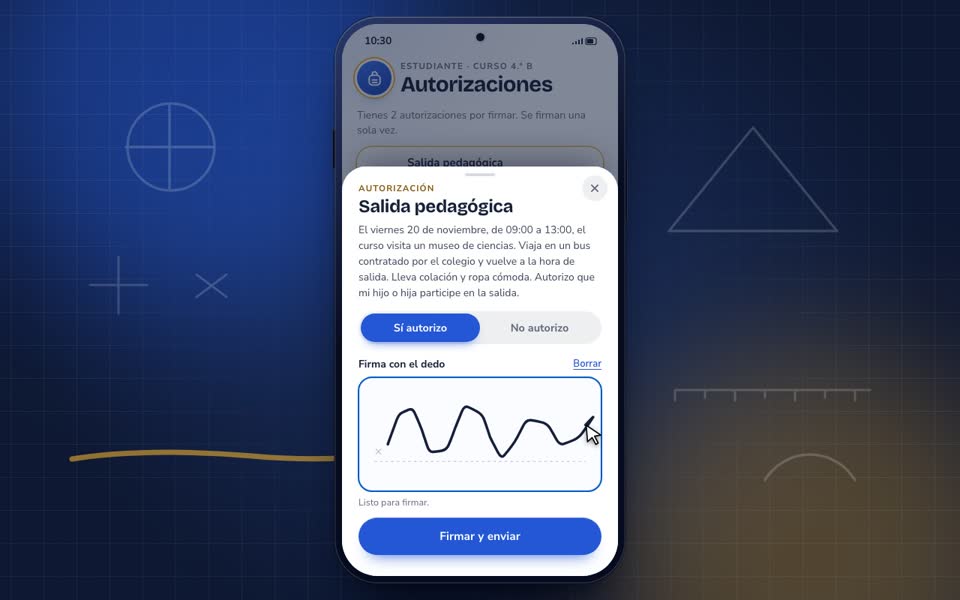 10:30
ESTUDIANTE · CURSO 4.º B
Autorizaciones
Tienes 2 autorizaciones por firmar. Se firman una
sola vez.
Salida pedagógica
AUTORIZACIÓN
Salida pedagógica
El viernes 20 de noviembre, de 09:00 a 13:00, el
curso visita un museo de ciencias. Viaja en un bus
contratado por el colegio y vuelve a la hora de
salida. Lleva colación y ropa cómoda. Autorizo que
mi hijo o hija participe en la salida.
Sí autorizo
No autorizo
Firma con el dedo
Borrar
Listo para firmar.
Firmar y enviar